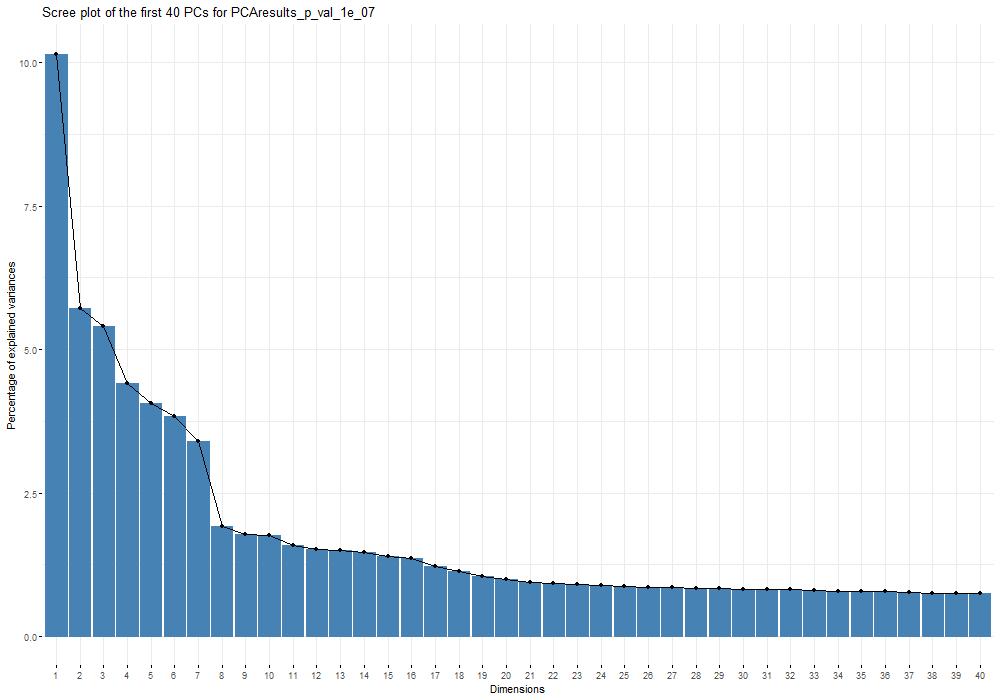 Scree plot of the first 40 PCs for PCAresults_p_val_1e_07
Percentage of explained variances
10.0
7.5
5.0
2.5
0.0
1 2 3 4 5 6 7 8 9 10 11 12 13 14 15 16 17 18 19 20 21 22 23 24 25 26 27 28 29 30 31 32 33 34 35 36 37 38 39 40
Dimensions